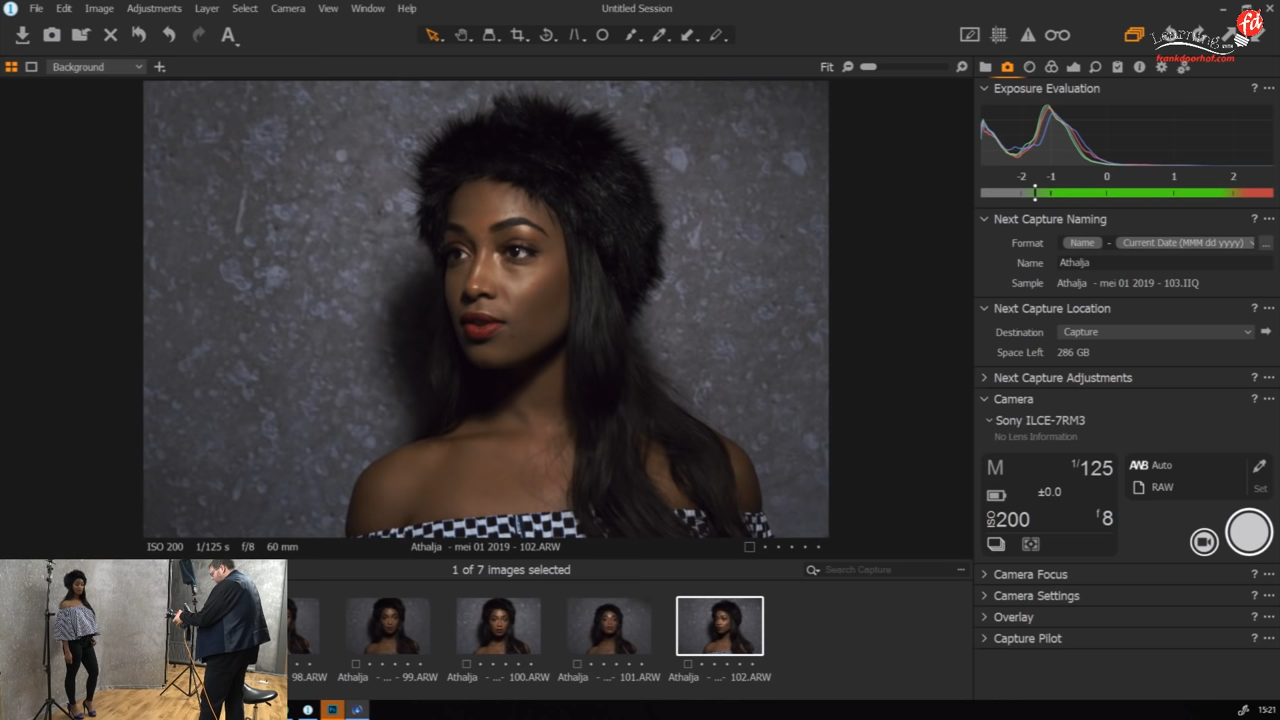 File Edit Image Adjustments Layer Select Camera View Window Help
Untitled Session
Learning
fd
frankdoorhof.com
A
Background
Fit
Exposure Evaluation ?
-2 -1 0 1 2
Next Capture Naming ?
Format Name - Current Date (MMM dd yyyy) ...
Name Athalja
Sample Athalja - mei 01 2019 - 103.IIQ
Next Capture Location ?
Destination Capture
Space Left 286 GB
Next Capture Adjustments ?
Camera ?
Sony ILCE-7RM3
No Lens Information
M 1/125
±0.0
ISO 200 f8
AWB Auto
RAW
Set
ISO 200 1/125 s f/8 60 mm
Athalja - mei 01 2019 - 102.ARW
1 of 7 images selected
Search Capture
98.ARW
Athalja - ...- 99.ARW
Athalja - ...- 100.ARW
Athalja - ...- 101.ARW
Athalja - ...- 102.ARW
Camera Focus ?
Camera Settings ?
Overlay ?
Capture Pilot ?
15:21